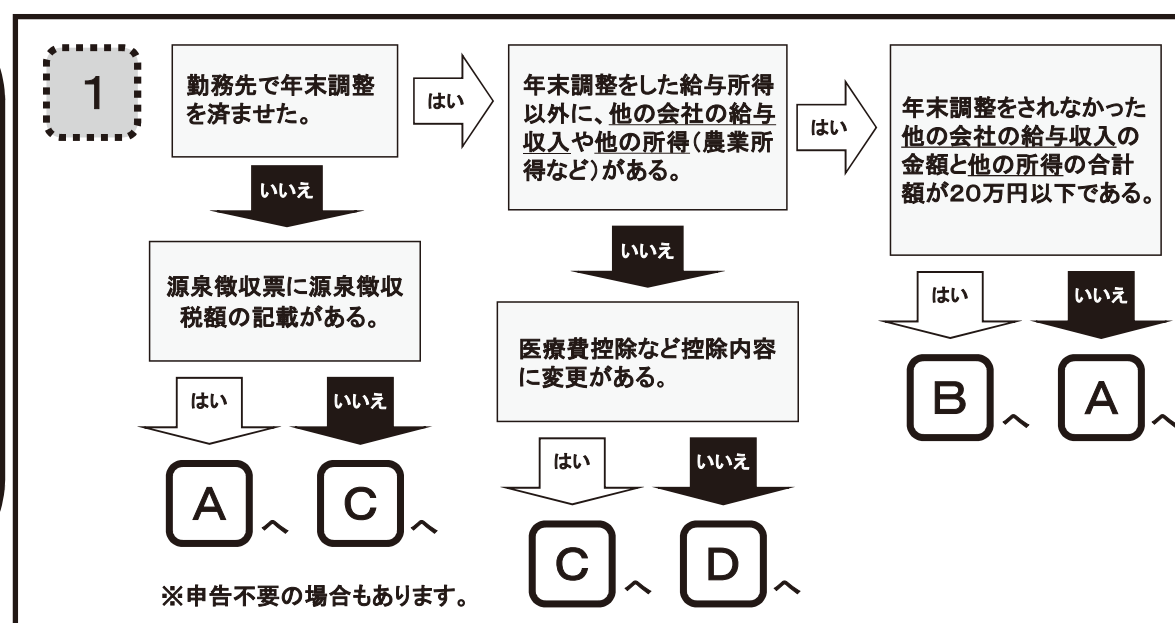 1
勤務先で年末調整
を済ませた。
はい
年末調整をした給与所得
以外に、他の会社の給与
収入や他の所得(農業所
得など)がある。
はい
年末調整をされなかった
他の会社の給与収入の
金額と他の所得の合計
額が20万円以下である。
いいえ
いいえ
はい
いいえ
源泉徴収票に源泉徴収
税額の記載がある。
医療費控除など控除内容
に変更がある。
Bへ
Aへ
はい
いいえ
はい
いいえ
Aへ
Cへ
Cへ
Dへ
※申告不要の場合もあります。